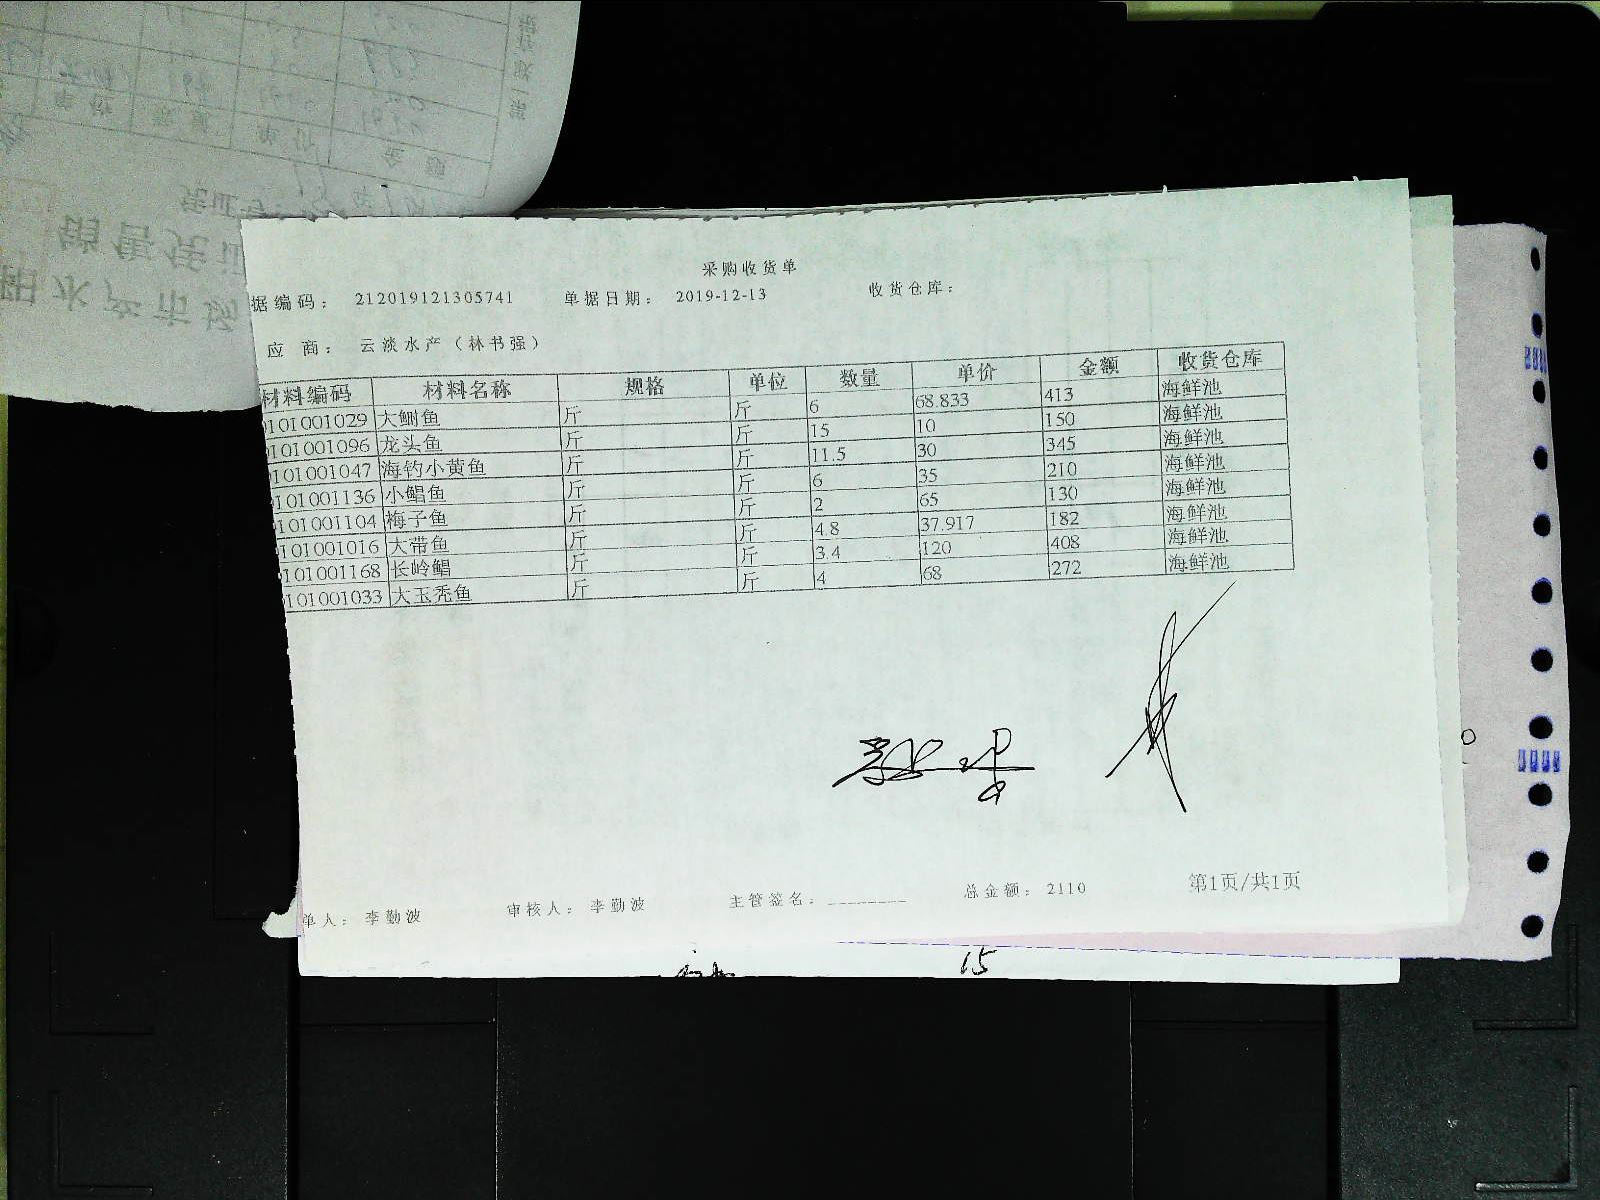 采购收货单
据编码： 212019121305741 单据日期： 2019-12-13 收货仓库：
应 商： 云淡水产（林书强）
材料编码 材料名称 规格 单位 数量 单价 金额 收货仓库
0101001029 大鲥鱼 斤 斤 6 68.833 413 海鲜池
0101001096 龙头鱼 斤 斤 15 10 150 海鲜池
0101001047 海钓小黄鱼 斤 斤 11.5 30 345 海鲜池
0101001136 小鲳鱼 斤 斤 6 35 210 海鲜池
0101001104 梅子鱼 斤 斤 2 65 130 海鲜池
0101001016 大带鱼 斤 斤 4.8 37.917 182 海鲜池
0101001168 长岭鲳 斤 斤 3.4 120 408 海鲜池
0101001033 大玉秃鱼 斤 斤 4 68 272 海鲜池
单人： 李勤波 审核人： 李勤波 主管签名： 总金额： 2110 第1页/共1页
15
销售凭证
水产市场